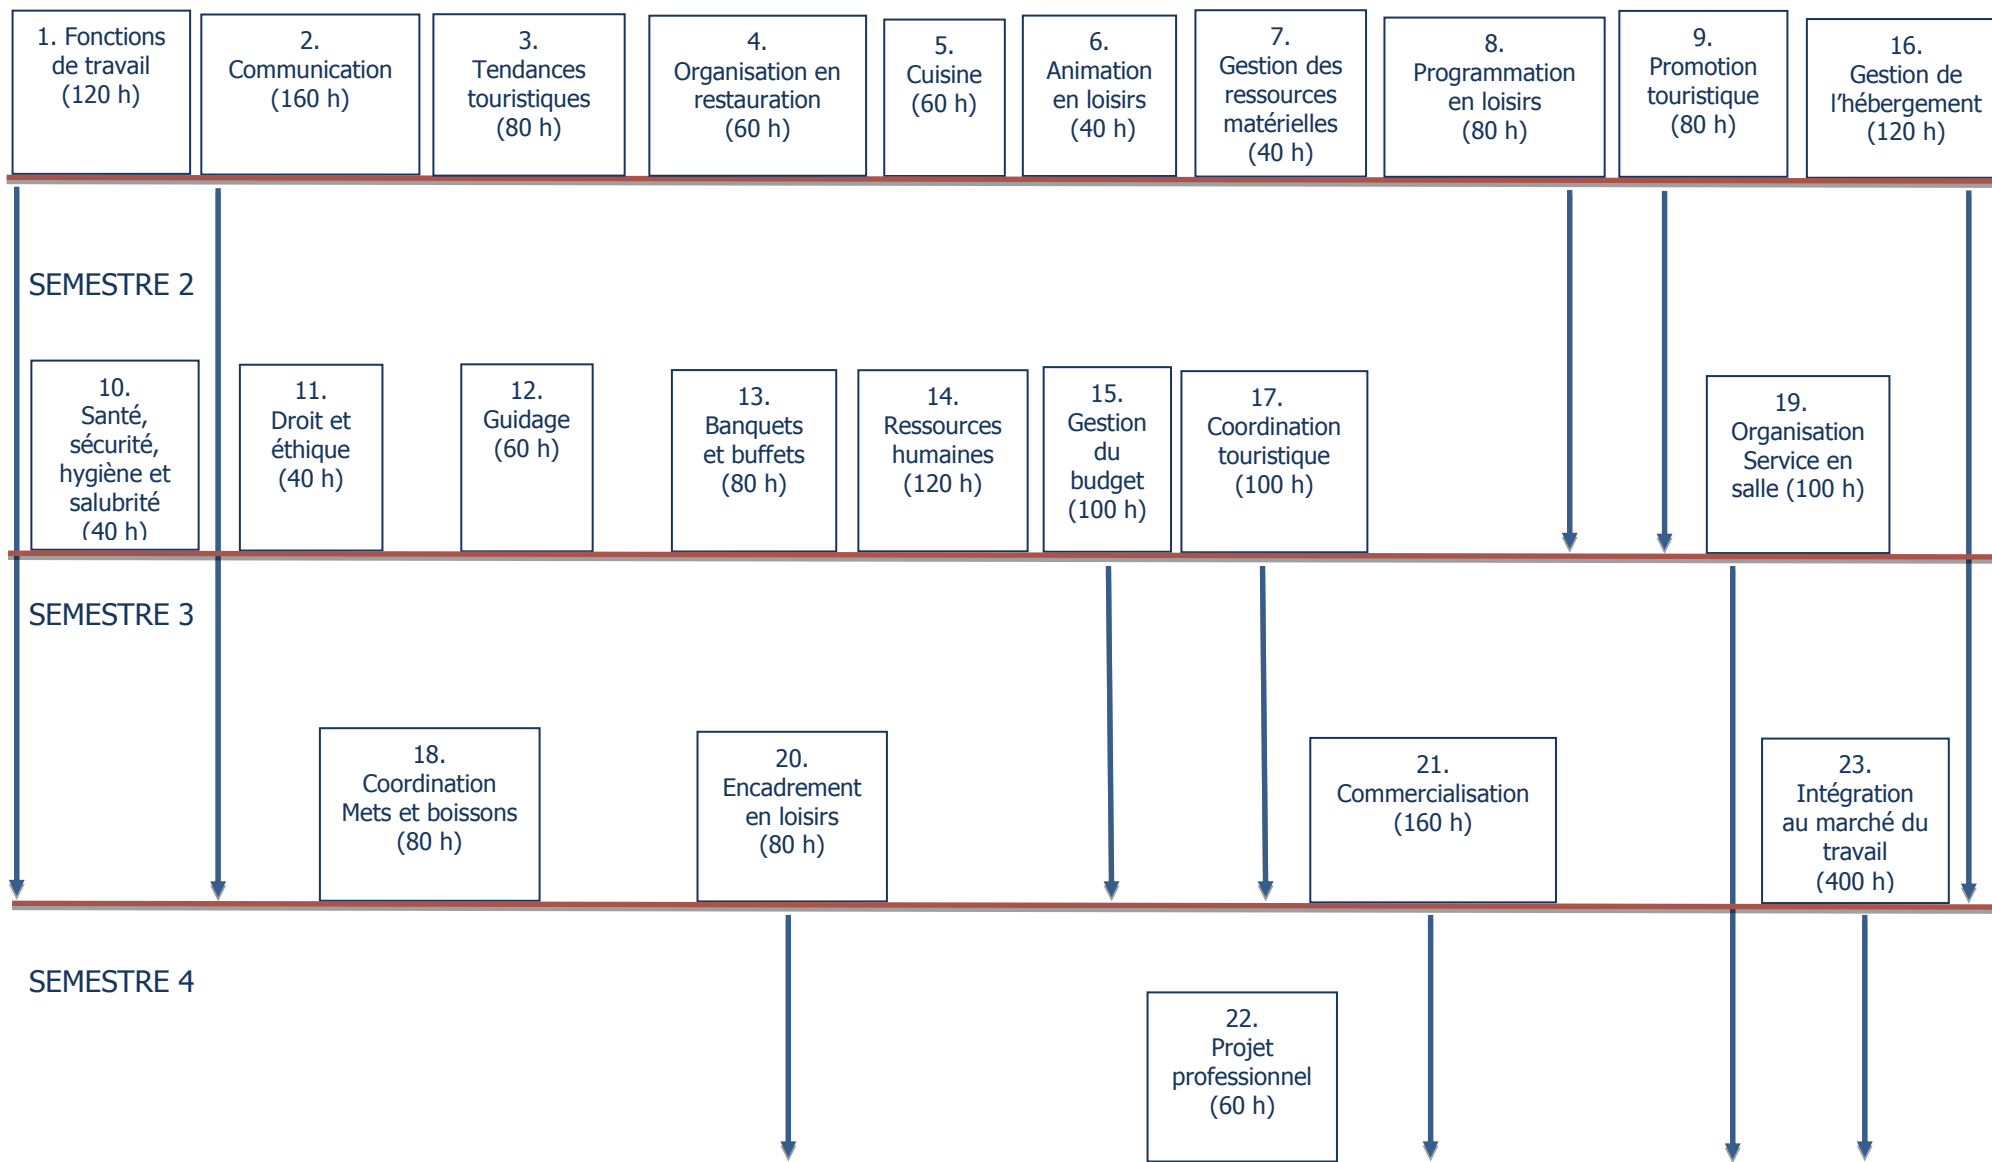 1. Fonctions
de travail
(120 h)
2.
Communication
(160 h)
3.
Tendances
touristiques
(80 h)
4.
Organisation en
restauration
(60 h)
5.
Cuisine
(60 h)
6.
Animation
en loisirs
(40 h)
7.
Gestion des
ressources
matérielles
(40 h)
8.
Programmation
en loisirs
(80 h)
9.
Promotion
touristique
(80 h)
16.
Gestion de
l’hébergement
(120 h)
SEMESTRE 2
10.
Santé,
sécurité,
hygiène et
salubrité
(40 h)
11.
Droit et
éthique
(40 h)
12.
Guidage
(60 h)
13.
Banquets
et buffets
(80 h)
14.
Ressources
humaines
(120 h)
15.
Gestion
du
budget
(100 h)
17.
Coordination
touristique
(100 h)
19.
Organisation
Service en
salle (100 h)
SEMESTRE 3
18.
Coordination
Mets et boissons
(80 h)
20.
Encadrement
en loisirs
(80 h)
21.
Commercialisation
(160 h)
23.
Intégration
au marché du
travail
(400 h)
SEMESTRE 4
22.
Projet
professionnel
(60 h)